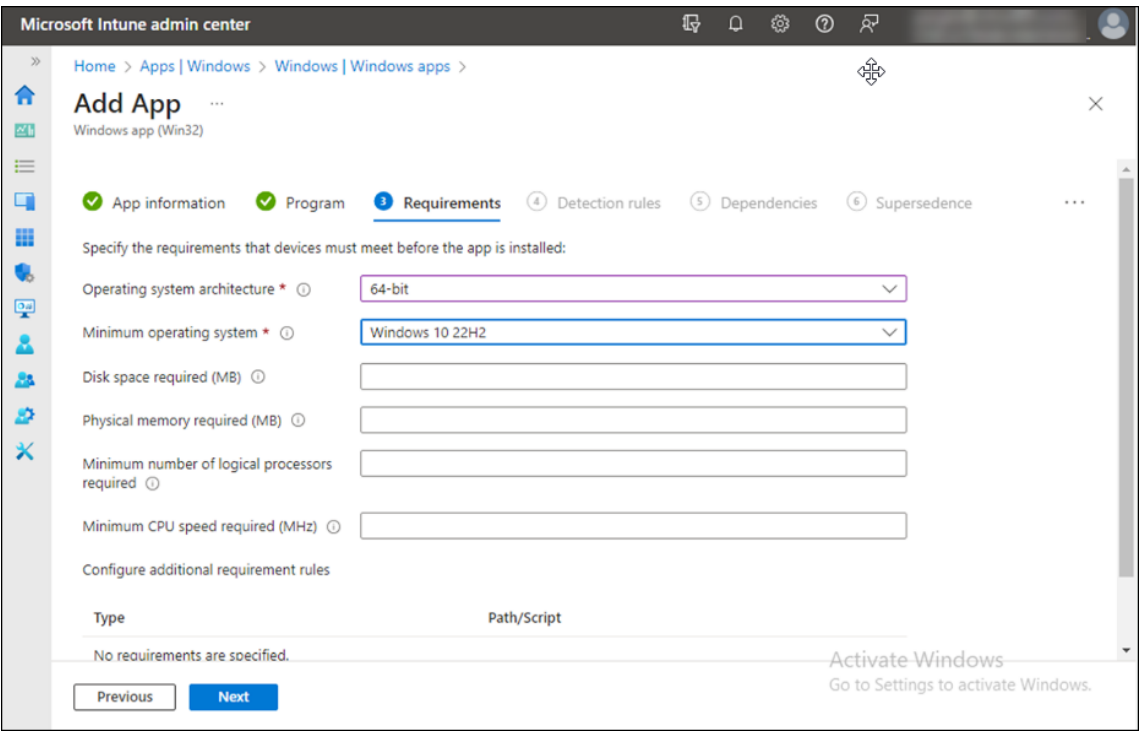 Microsoft Intune admin center
Home > Apps | Windows > Windows | Windows apps >
Add App ...
Windows app (Win32)
App information Program 3 Requirements 4 Detection rules 5 Dependencies 6 Supersedence ...
Specify the requirements that devices must meet before the app is installed:
Operating system architecture * 64-bit
Minimum operating system * Windows 10 22H2
Disk space required (MB)
Physical memory required (MB)
Minimum number of logical processors
required
Minimum CPU speed required (MHz)
Configure additional requirement rules
Type Path/Script
No requirements are specified.
Activate Windows
Go to Settings to activate Windows.
Previous Next